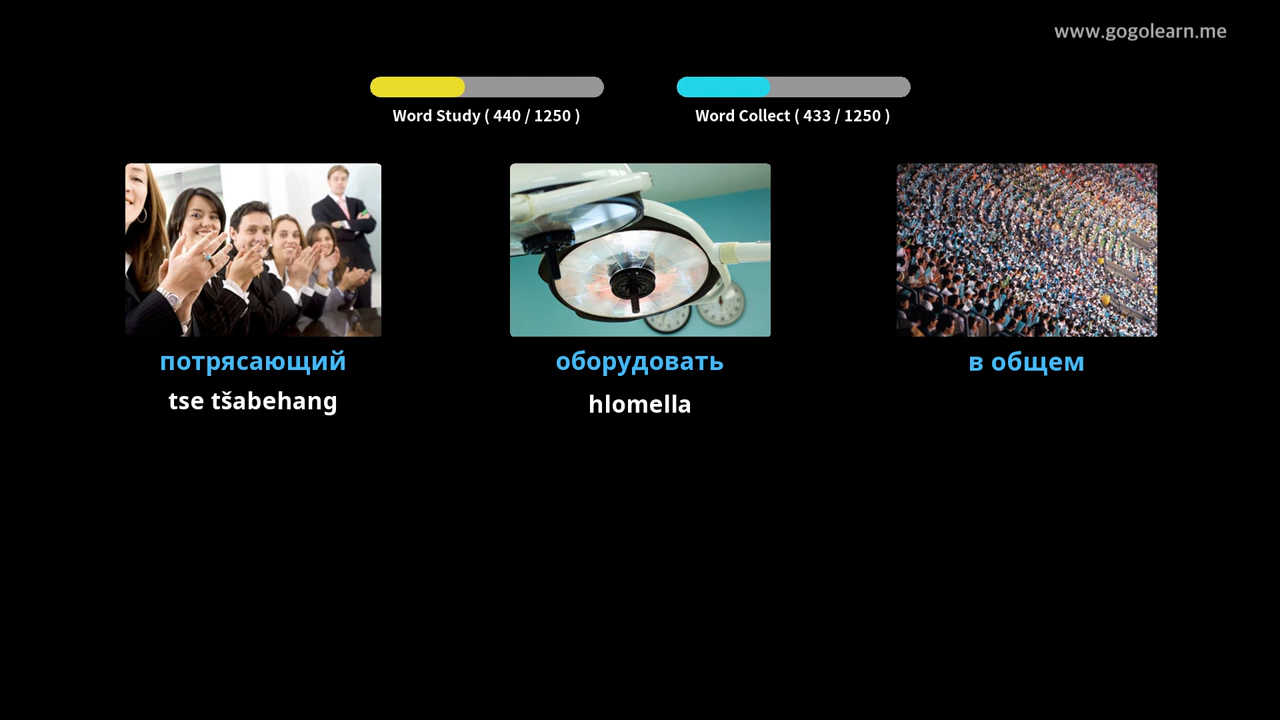 www.gogolearn.me
Word Study ( 440 / 1250 )
Word Collect ( 433 / 1250 )
потрясающий
tse tšabehang
оборудовать
hlomella
в общем